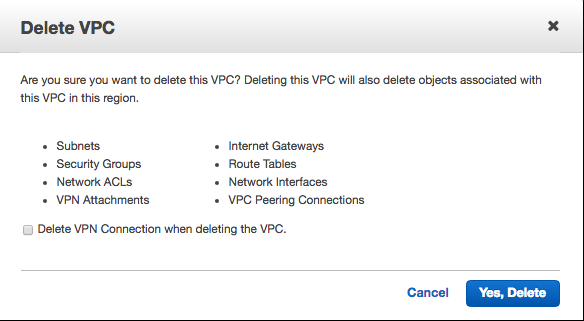 Delete VPC
Are you sure you want to delete this VPC? Deleting this VPC will also delete objects associated with
this VPC in this region.
Subnets
Security Groups
Network ACLs
VPN Attachments
Internet Gateways
Route Tables
Network Interfaces
VPC Peering Connections
Delete VPN Connection when deleting the VPC.
Cancel
Yes, Delete